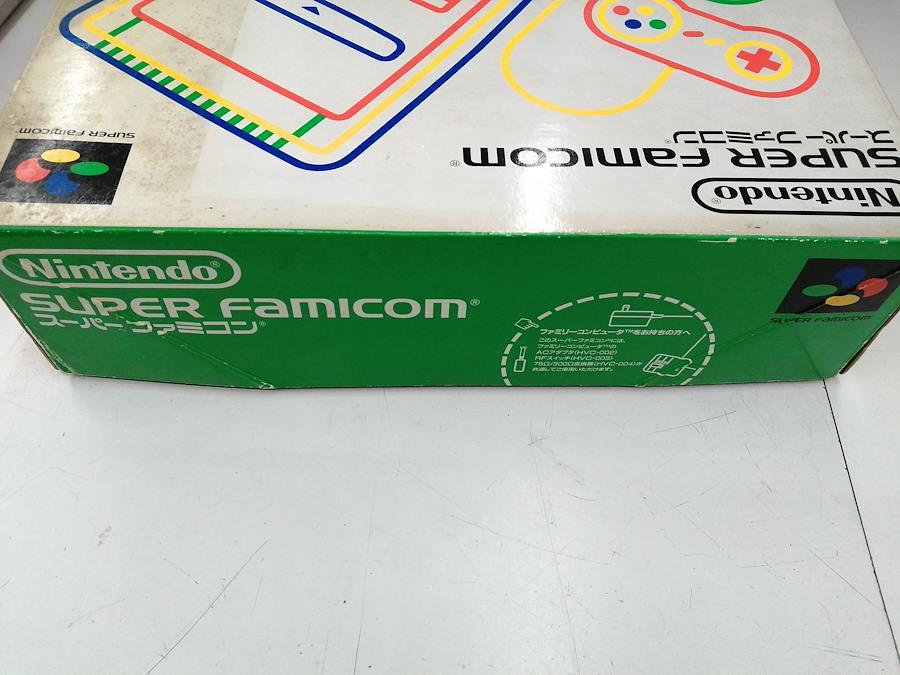 SUPER FAMICOM
SUPER FAMICOM®
スーパー ファミコン®
Nintendo®
Nintendo®
SUPER FAMICOM®
スーパー ファミコン®
ファミリーコンピュータ™をお持ちの方へ
このスーパーファミコン®には、
ファミリーコンピュータ™の
ACアダプタ(HVC-002)
RFスイッチ(HVC-003)
75Ω/300Ω変換器(HVC-004)が
共通してご使用いただけます。
SUPER FAMICOM